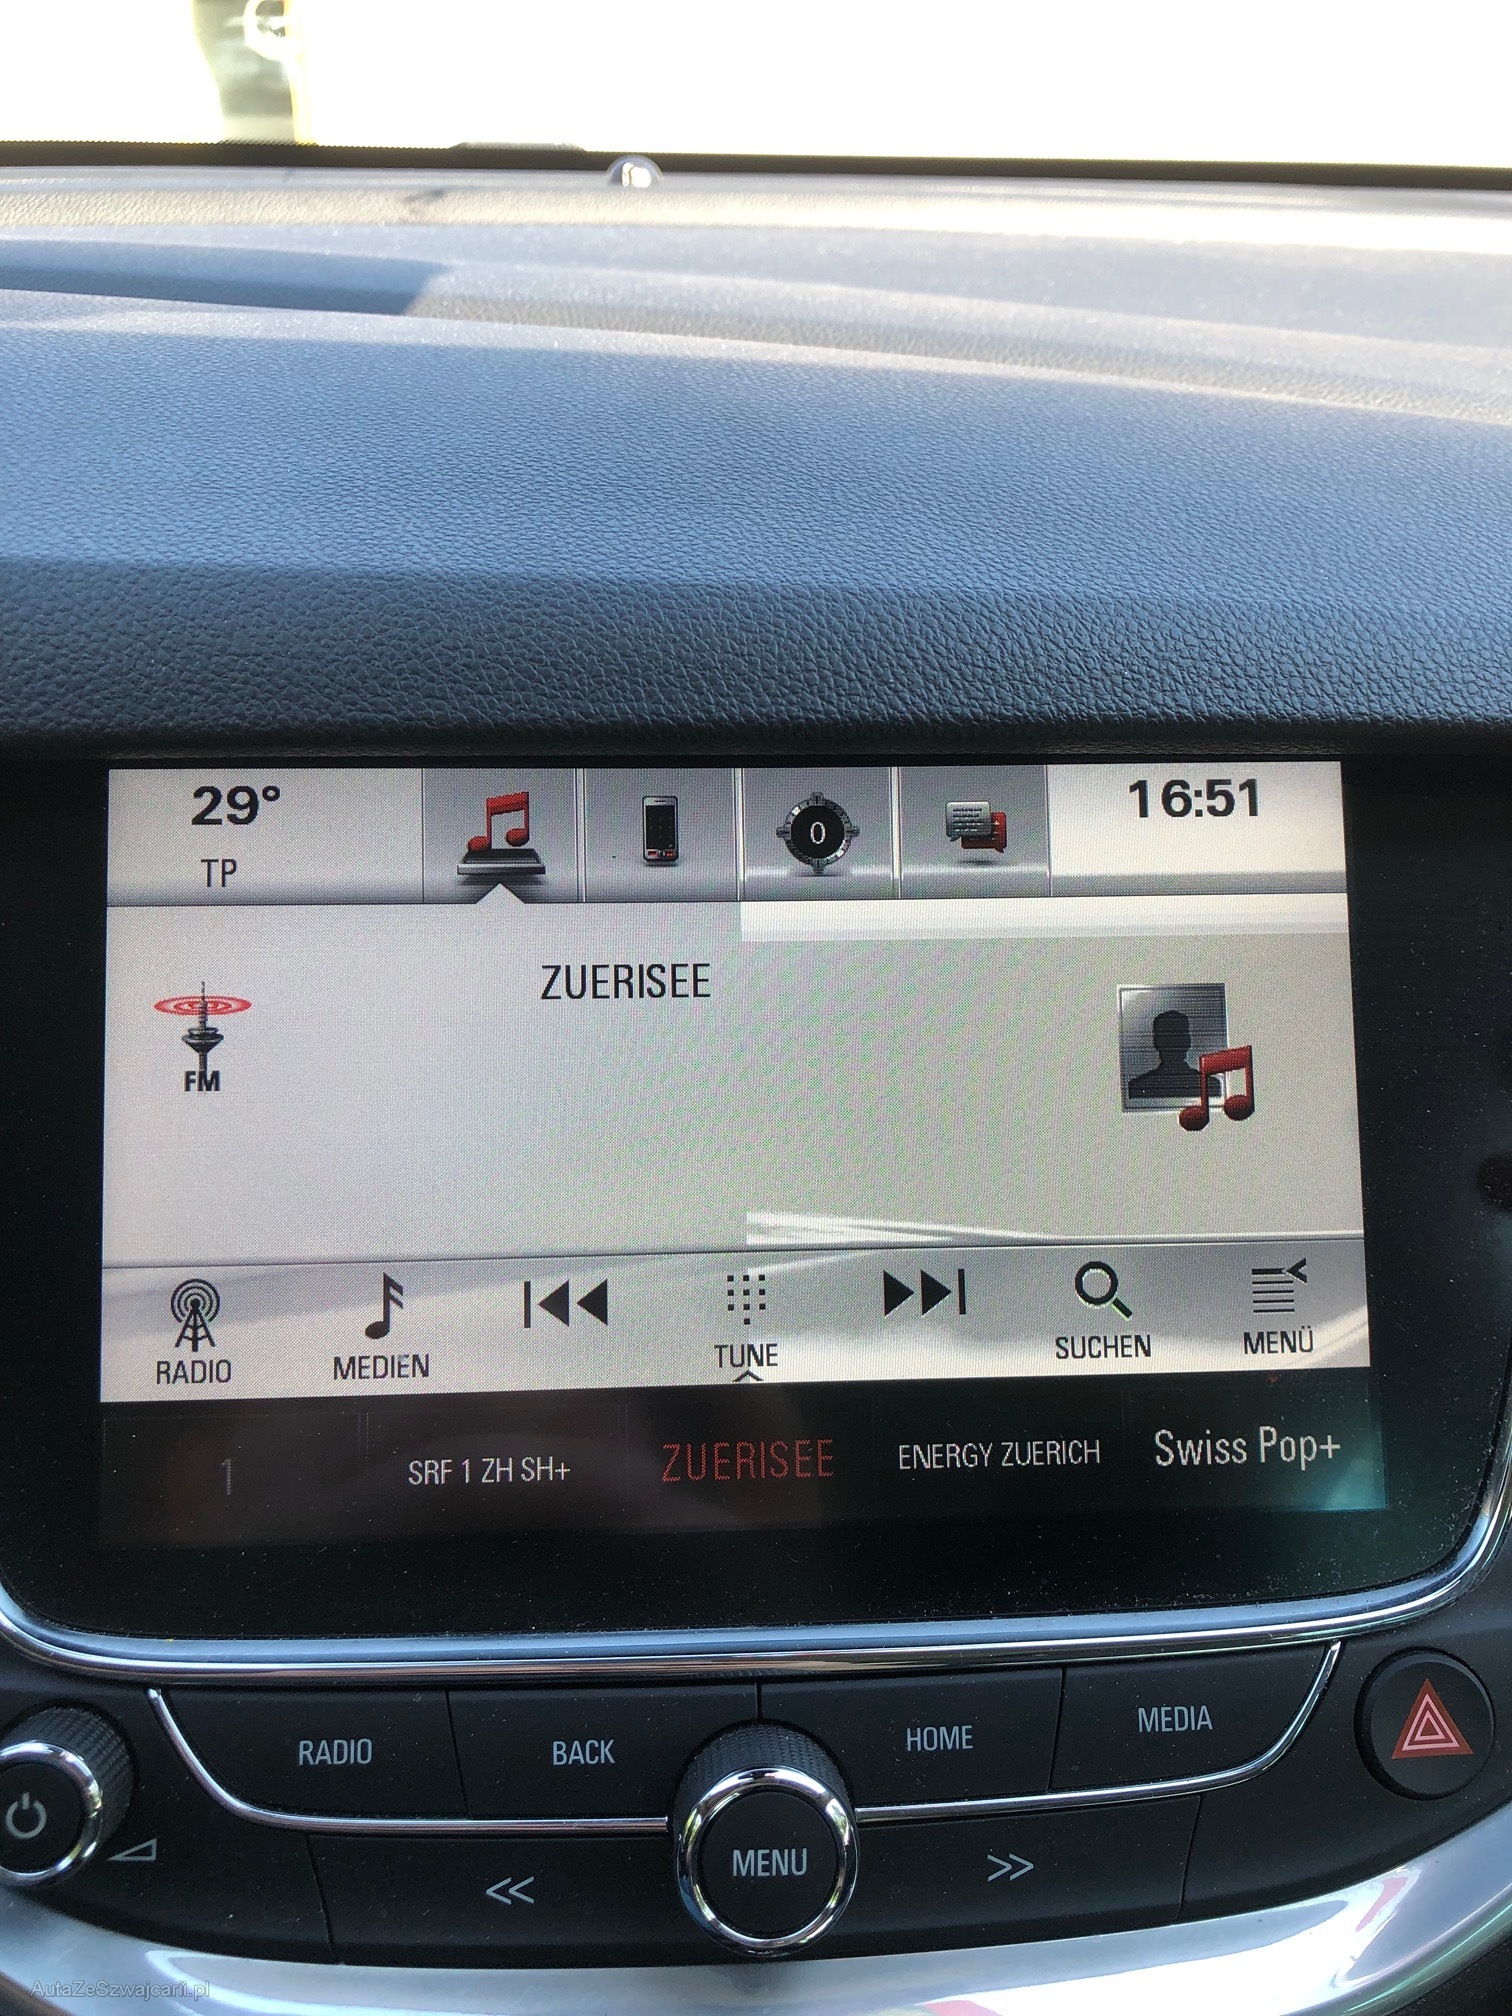 29°
16:51
TP
0
ZUERISEE
FM
RADIO
MEDIEN
TUNE
SUCHEN
MENÜ
1
SRF 1 ZH SH+
ZUERISEE
ENERGY ZUERICH
Swiss Pop+
RADIO
BACK
HOME
MEDIA
MENU
<<
>>
AutaZeSzwajcarii.pl